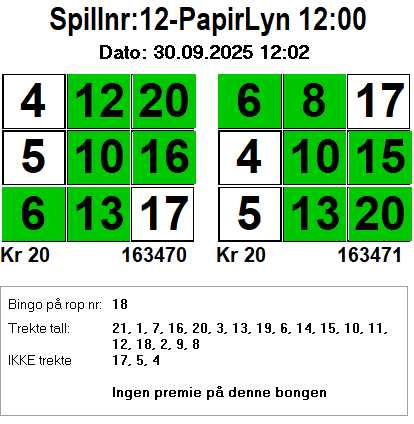 Spillnr:12-PapirLyn 12:00
Dato: 30.09.2025 12:02
4 12 20 6 8 17
5 10 16 4 10 15
6 13 17 5 13 20
Kr 20 163470 Kr 20 163471
Bingo på rop nr: 18
Trekte tall: 21, 1, 7, 16, 20, 3, 13, 19, 6, 14, 15, 10, 11,
12, 18, 2, 9, 8
IKKE trekte 17, 5, 4
Ingen premie på denne bongen